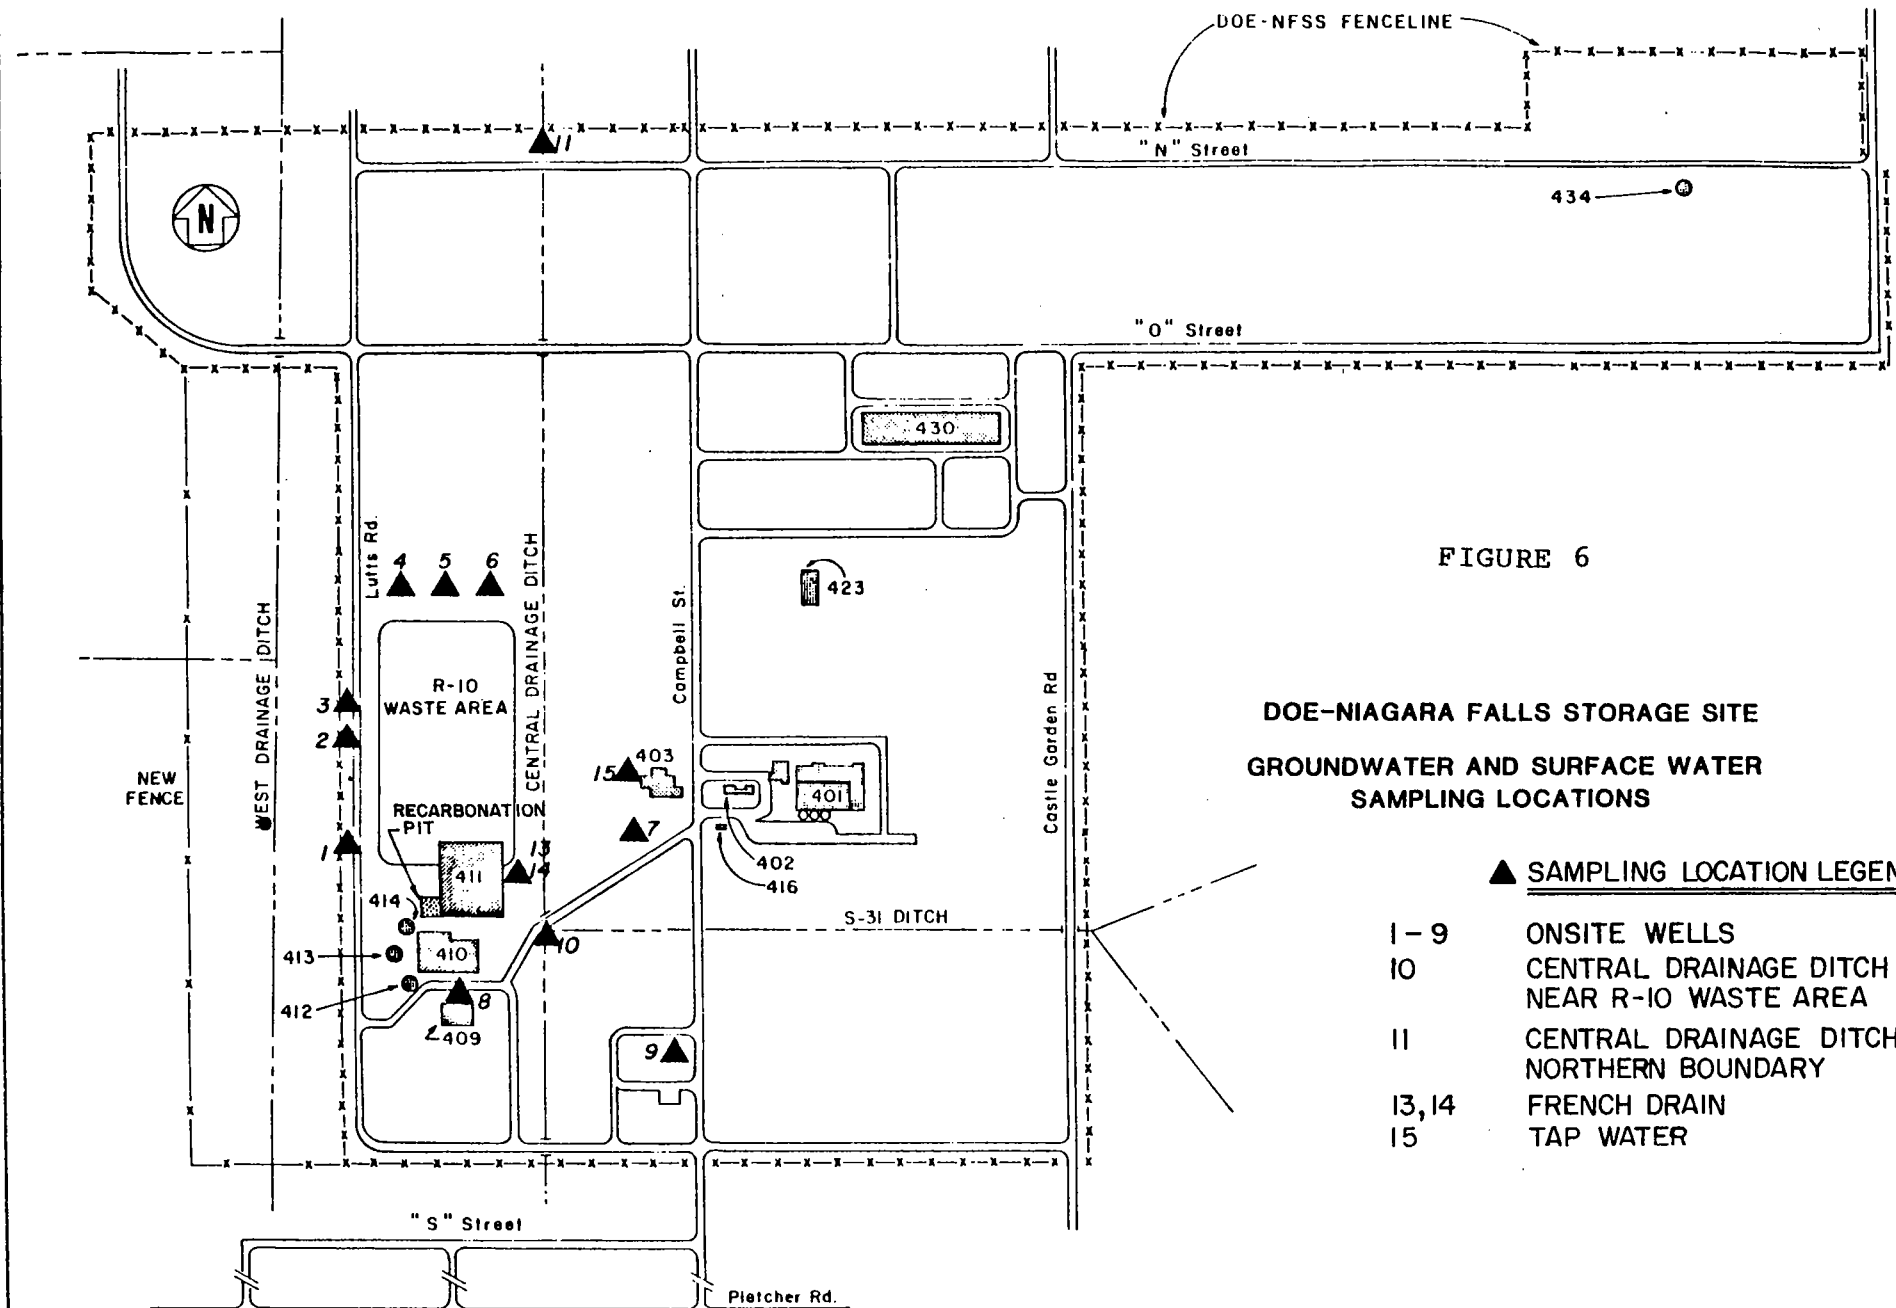 DOE-NFSS FENCELINE
11
"N" Street
N
434
"O" Street
430
Lutts Rd.
4
5
6
CENTRAL DRAINAGE DITCH
Campbell St.
423
FIGURE 6
WEST DRAINAGE DITCH
R-10
WASTE AREA
3
2
Castle Garden Rd
DOE-NIAGARA FALLS STORAGE SITE
GROUNDWATER AND SURFACE WATER
SAMPLING LOCATIONS
NEW
FENCE
15
403
401
RECARBONATION
PIT
1
7
13
14
411
402
416
414
S-31 DITCH
10
413
410
412
8
409
9
SAMPLING LOCATION LEGEN
1-9 ONSITE WELLS
10 CENTRAL DRAINAGE DITCH
NEAR R-10 WASTE AREA
11 CENTRAL DRAINAGE DITCH
NORTHERN BOUNDARY
13,14 FRENCH DRAIN
15 TAP WATER
"S" Street
Pletcher Rd.